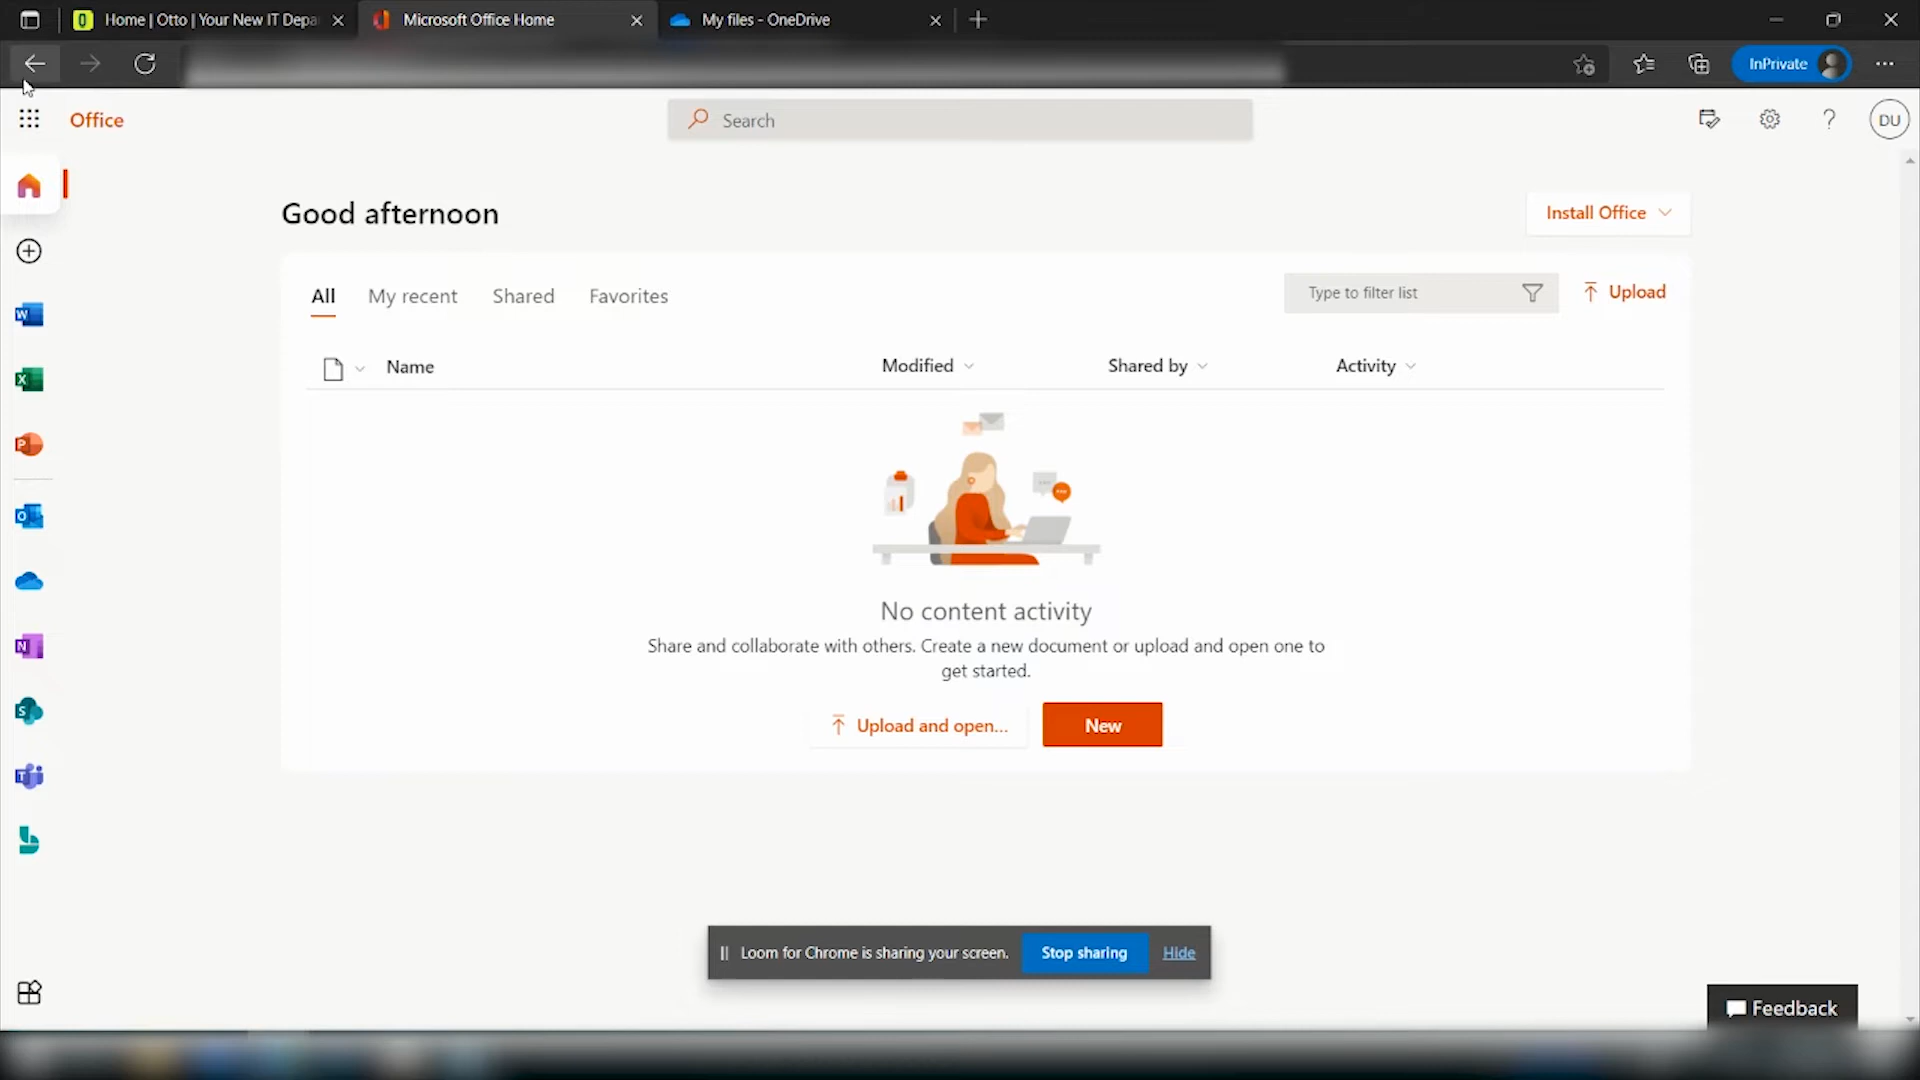 Home | Otto | Your New IT Depa
Microsoft Office Home
My files - OneDrive
InPrivate
Office
Search
DU
Good afternoon
Install Office
All
My recent
Shared
Favorites
Type to filter list
Upload
Name
Modified
Shared by
Activity
No content activity
Share and collaborate with others. Create a new document or upload and open one to
get started.
Upload and open...
New
Loom for Chrome is sharing your screen.
Stop sharing
Hide
Feedback